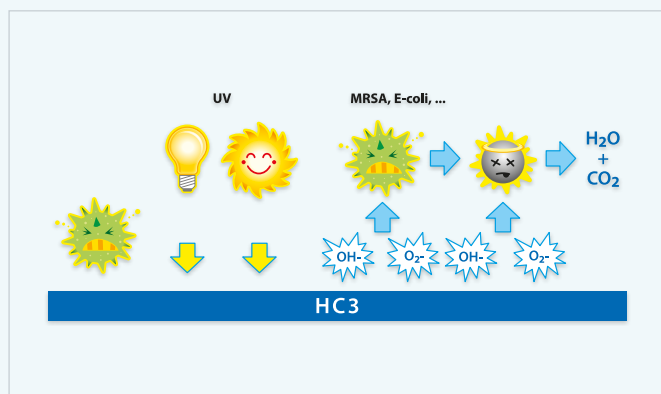 UV
MRSA, E-coli, ...
H2O
+
CO2
OH-
O2-
OH-
O2-
HC3